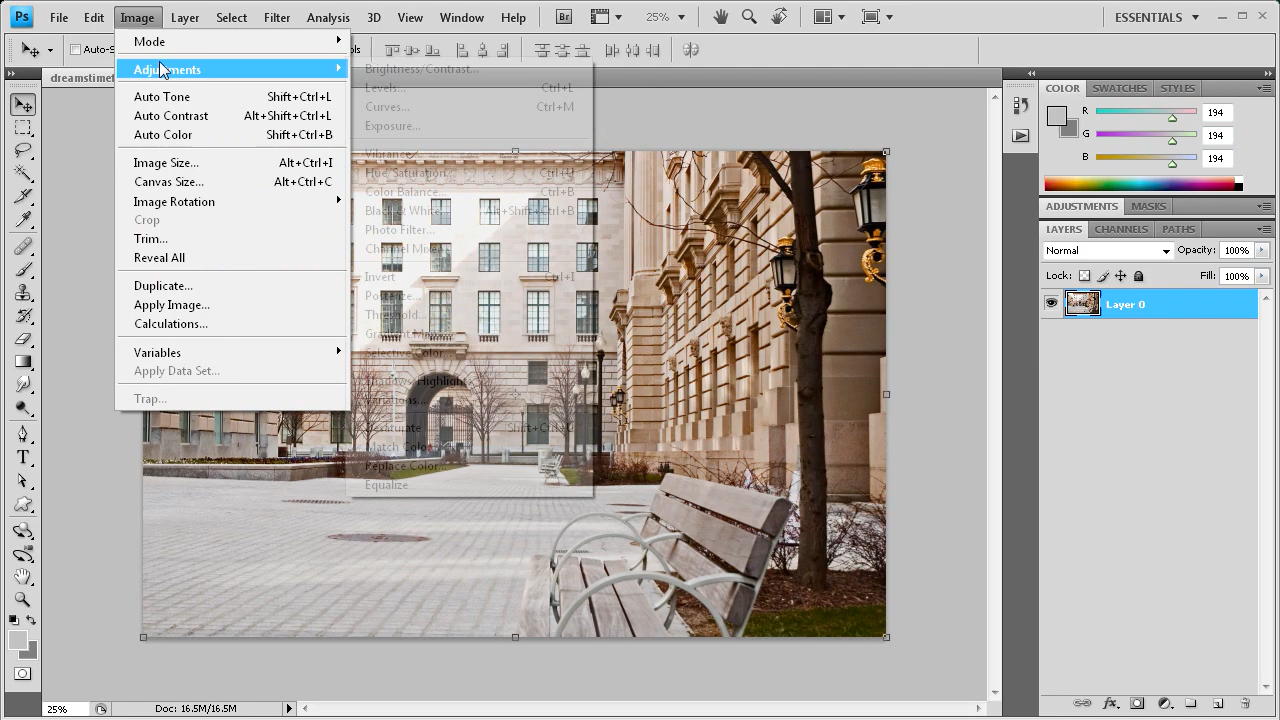 Ps File Edit Image Layer Select Filter Analysis 3D View Window Help Br 25% ESSENTIALS
Auto-S
dreamstimef
Mode
Adjustments
Auto Tone Shift+Ctrl+L
Auto Contrast Alt+Shift+Ctrl+L
Auto Color Shift+Ctrl+B
Image Size... Alt+Ctrl+I
Canvas Size... Alt+Ctrl+C
Image Rotation
Crop
Trim...
Reveal All
Duplicate...
Apply Image...
Calculations...
Variables
Apply Data Set...
Trap...
Brightness/Contrast...
Levels... Ctrl+L
Curves... Ctrl+M
Exposure...
Vibrance...
Hue/Saturation... Ctrl+U
Color Balance... Ctrl+B
Black & White... Alt+Shift+Ctrl+B
Photo Filter...
Channel Mixer...
Invert Ctrl+I
Posterize...
Threshold...
Gradient Map...
Selective Color...
Shadows/Highlights...
Variations...
Desaturate Shift+Ctrl+U
Match Color...
Replace Color...
Equalize
COLOR SWATCHES STYLES
R 194
G 194
B 194
ADJUSTMENTS MASKS
LAYERS CHANNELS PATHS
Normal Opacity: 100%
Lock: Fill: 100%
Layer 0
25% Doc: 16.5M/16.5M